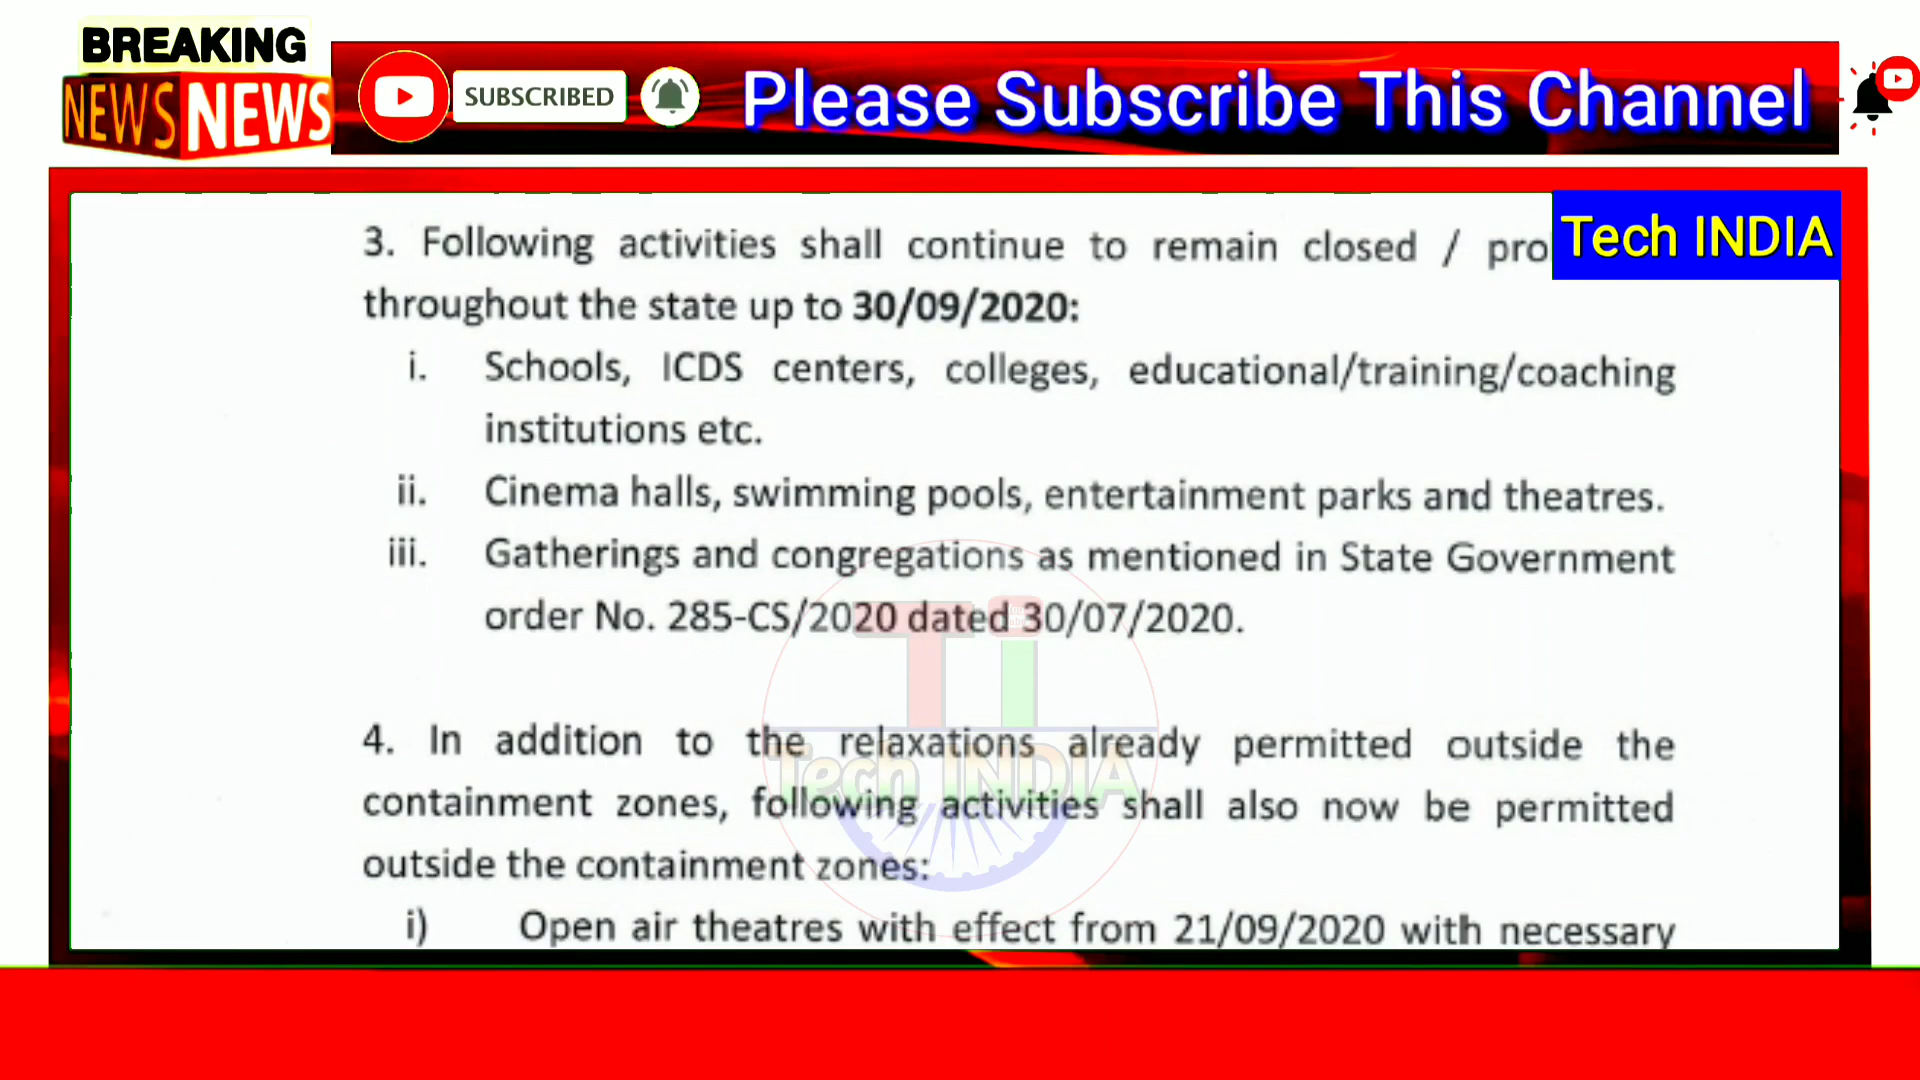 BREAKING
NEWS NEWS
SUBSCRIBED
Please Subscribe This Channel
Tech INDIA
3. Following activities shall continue to remain closed / pro
throughout the state up to 30/09/2020:
i. Schools, ICDS centers, colleges, educational/training/coaching
institutions etc.
ii. Cinema halls, swimming pools, entertainment parks and theatres.
iii. Gatherings and congregations as mentioned in State Government
order No. 285-CS/2020 dated 30/07/2020.
Ti
Tech INDIA
4. In addition to the relaxations already permitted outside the
containment zones, following activities shall also now be permitted
outside the containment zones:
i) Open air theatres with effect from 21/09/2020 with necessary